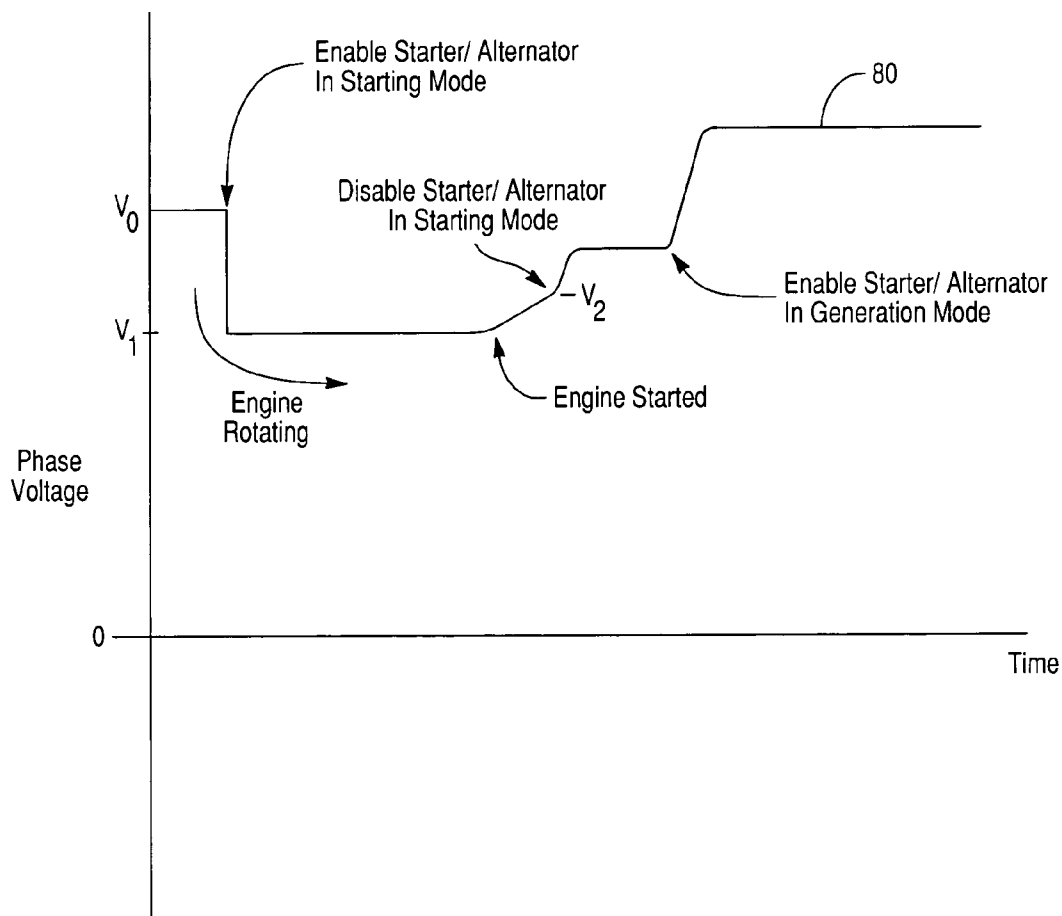 Enable Starter/ Alternator
In Starting Mode
80
Disable Starter/ Alternator
In Starting Mode
V0
Enable Starter/ Alternator
In Generation Mode
V2
V1
Engine Started
Engine
Rotating
Phase
Voltage
0
Time